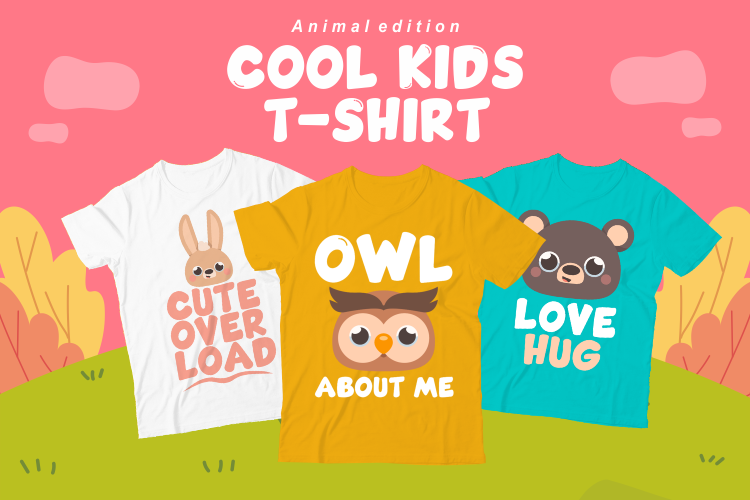 Animal edition
COOL KIDS
T-SHIRT
CUTE
OVER
LOAD
OWL
ABOUT ME
LOVE
HUG